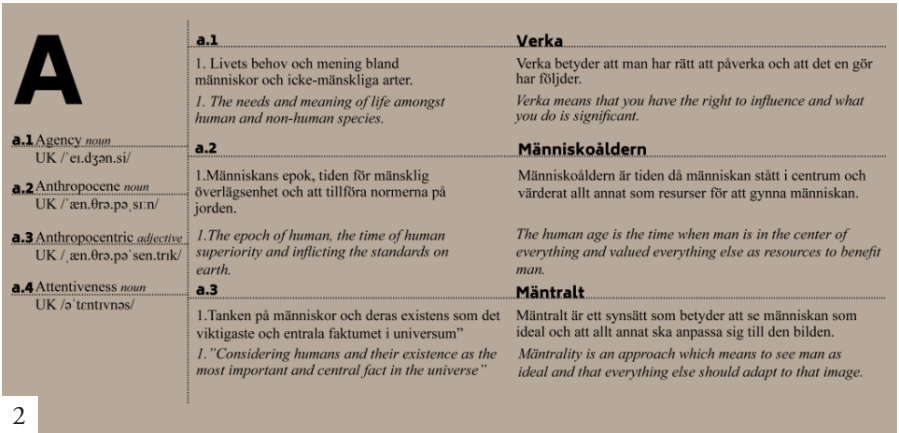 A
a.1 Agency noun
UK /ˈeɪ.dʒən.si/
a.2 Anthropocene noun
UK /ˈæn.θrə.pəˌsiːn/
a.3 Anthropocentric adjective
UK /ˌæn.θrə.pəˈsen.trɪk/
a.4 Attentiveness noun
UK /əˈtɛntɪvnəs/
a.1
1. Livets behov och mening bland
människor och icke-mänskliga arter.
1. The needs and meaning of life amongst
human and non-human species.
a.2
1.Människans epok, tiden för mänsklig
överlägsenhet och att tillföra normerna på
jorden.
1.The epoch of human, the time of human
superiority and inflicting the standards on
earth.
a.3
1.Tanken på människor och deras existens som det
viktigaste och entrala faktumet i universum”
1.”Considering humans and their existence as the
most important and central fact in the universe”
Verka
Verka betyder att man har rätt att påverka och att det en gör
har följder.
Verka means that you have the right to influence and what
you do is significant.
Människoåldern
Människoåldern är tiden då människan stått i centrum och
värderat allt annat som resurser för att gynna människan.
The human age is the time when man is in the center of
everything and valued everything else as resources to benefit
man.
Mäntralt
Mäntralt är ett synsätt som betyder att se människan som
ideal och att allt annat ska anpassa sig till den bilden.
Mäntrality is an approach which means to see man as
ideal and that everything else should adapt to that image.
2